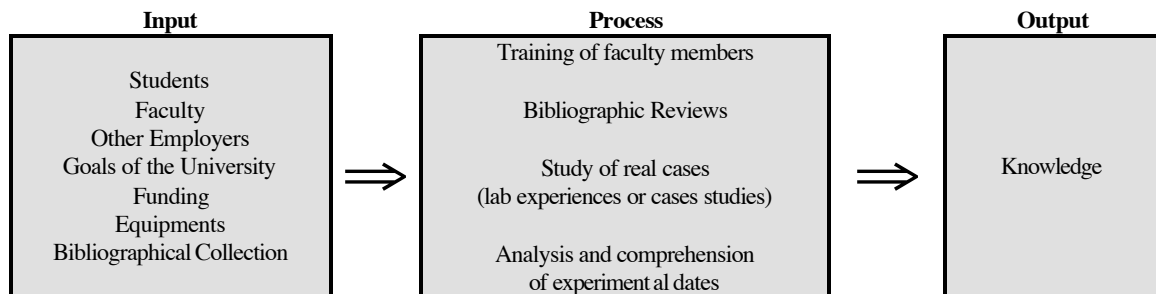 Input
Students
Faculty
Other Employers
Goals of the University
Funding
Equipments
Bibliographical Collection
Process
Training of faculty members
Bibliographic Reviews
Study of real cases
(lab experiences or cases studies)
Analysis and comprehension
of experiment al dates
Output
Knowledge